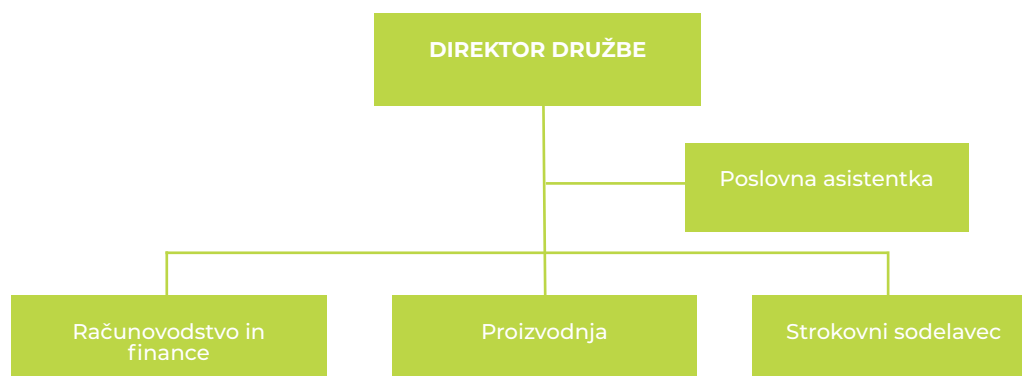 DIREKTOR DRUŽBE
Poslovna asistentka
Računovodstvo in
finance
Proizvodnja
Strokovni sodelavec